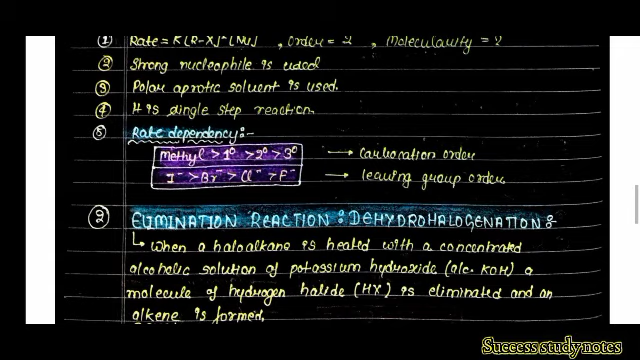 ① Rate = K[R-X]¹[Nu] , Order = 2 , Molecularity = 2
② Strong nucleophile is used
③ Polar aprotic solvent is used.
④ It is single step reaction.
⑤ Rate dependency:-
Methyl > 1° > 2° > 3° → Carbocation order
I⁻ > Br⁻ > Cl⁻ > F⁻ → leaving group order
② ELIMINATION REACTION : DEHYDROHALOGENATION :-
↳ When a haloalkane is heated with a concentrated
alcoholic solution of potassium hydroxide (alc. KOH) a
molecule of hydrogen halide (HX) is eliminated and an
alkene is formed.
Success study notes